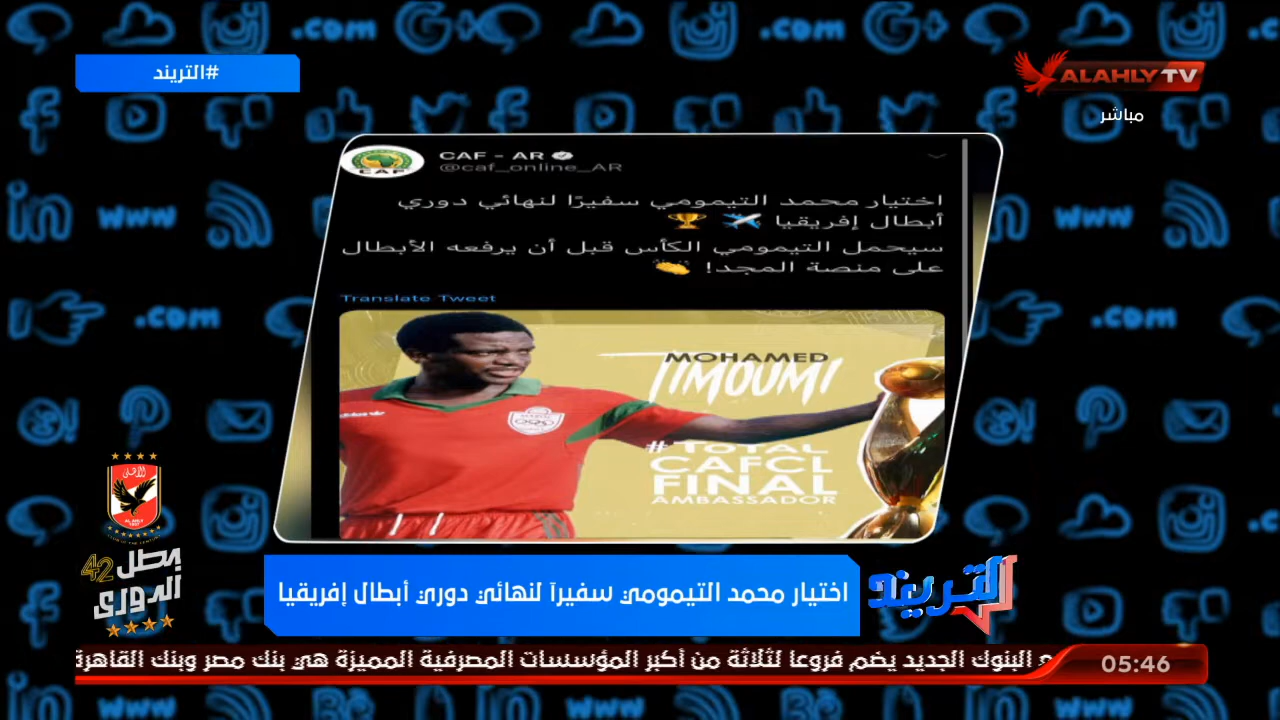 #التريند
ALAHLY TV
مباشر
CAF - AR
@caf_online_AR
اختيار محمد التيمومي سفيرًا لنهائي دوري
أبطال إفريقيا
سيحمل التيمومي الكأس قبل أن يرفعه الأبطال
على منصة المجد!
Translate Tweet
MOHAMED
TIMOUMI
# TOTAL
CAFCL
FINAL
AMBASSADOR
بطل 42
الدوري
اختيار محمد التيمومي سفيرآ لنهائي دوري أبطال إفريقيا
التريند
ع البنوك الجديد يضم فروعا لثلاثة من أكبر المؤسسات المصرفية المميزة هي بنك مصر وبنك القاهرة
05:46